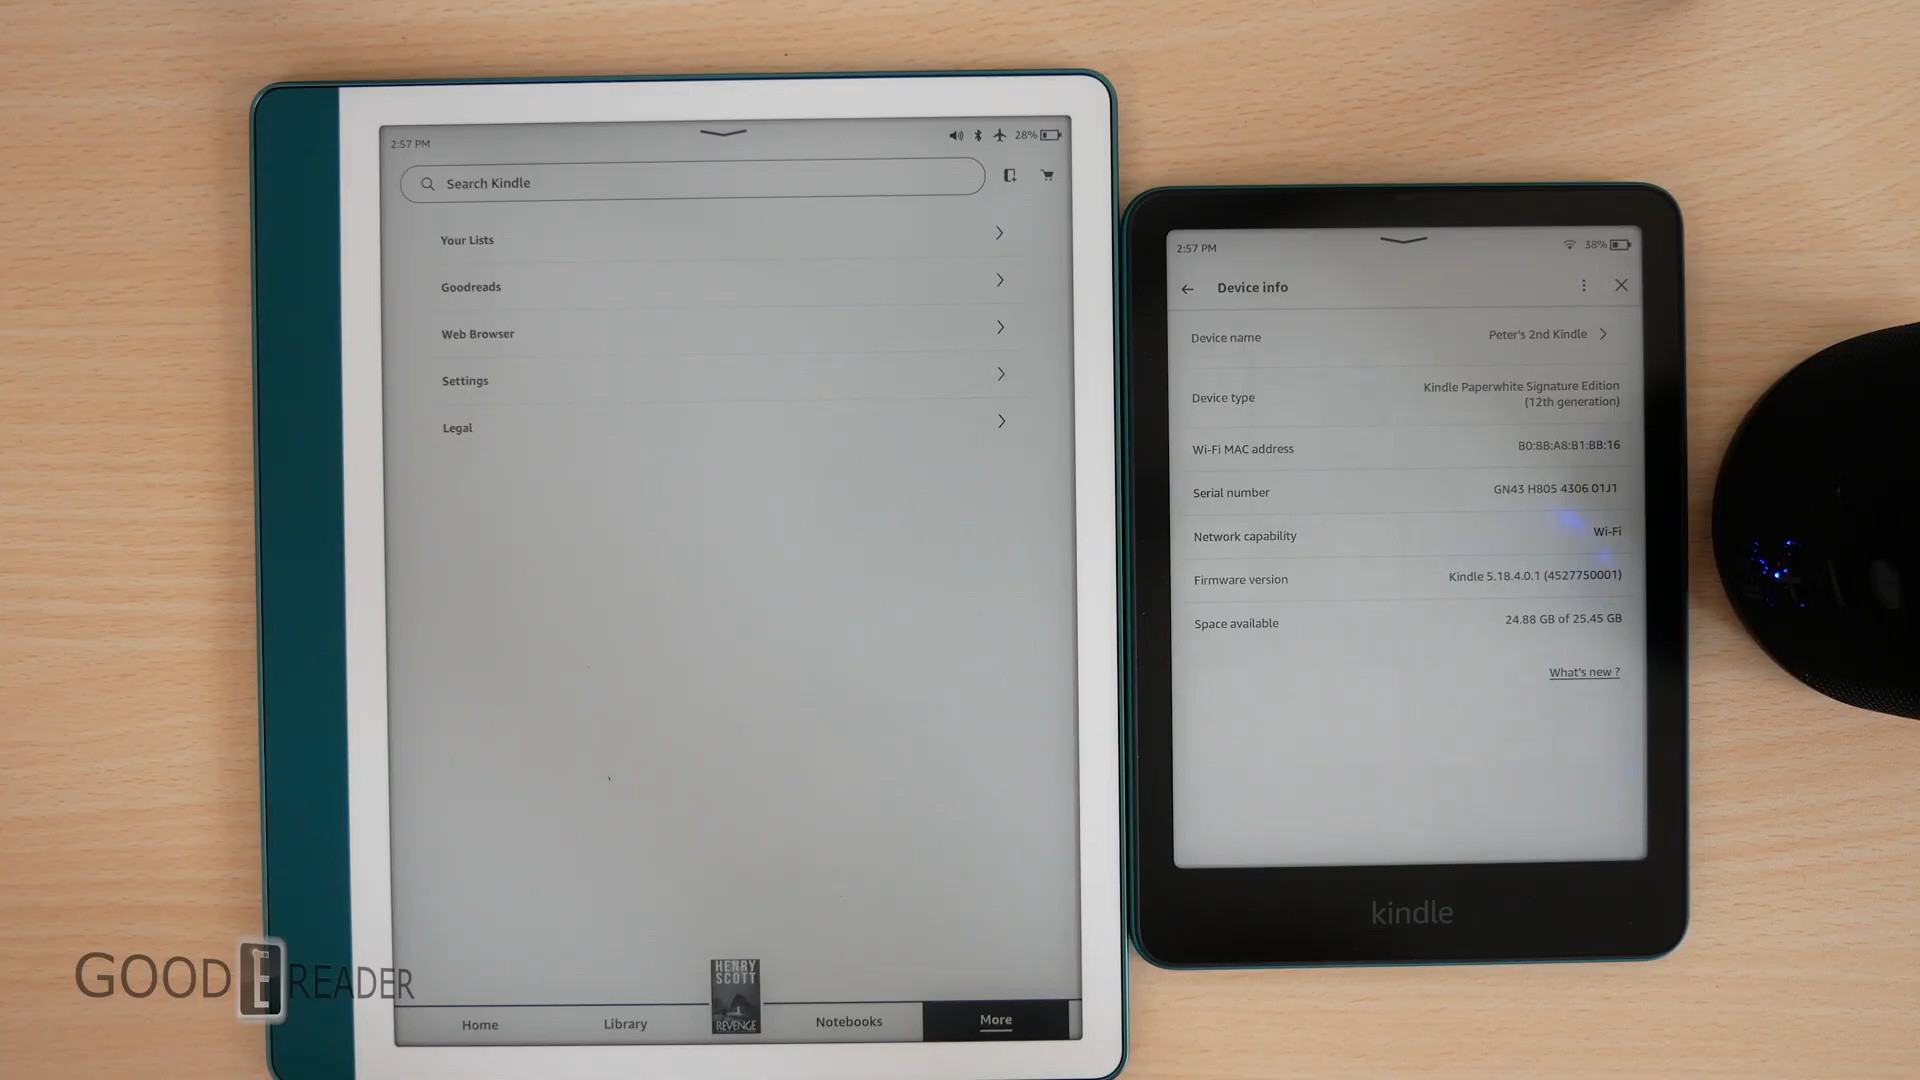 2:57 PM
28%
Search Kindle
Your Lists
Goodreads
Web Browser
Settings
Legal
HENRY
SCOTT
REVENGE
Home
Library
Notebooks
More
2:57 PM
38%
Device info
Device name
Peter's 2nd Kindle
Device type
Kindle Paperwhite Signature Edition
(12th generation)
Wi-Fi MAC address
B0:8B:A8:B1:BB:16
Serial number
GN43 H805 4306 01J1
Network capability
Wi-Fi
Firmware version
Kindle 5.18.4.0.1 (4527750001)
Space available
24.88 GB of 25.45 GB
What's new ?
kindle
GOOD E READER